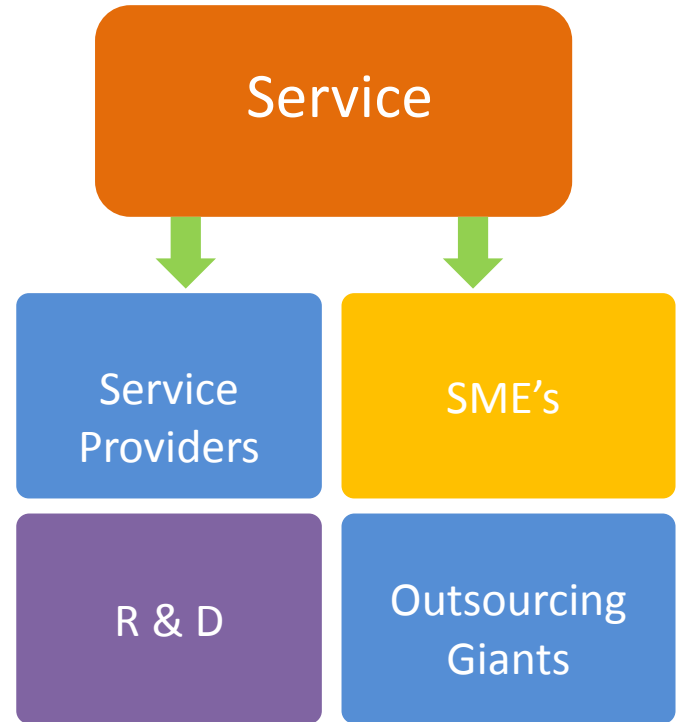 Service
Service
Providers
SME’s
R & D
Outsourcing
Giants